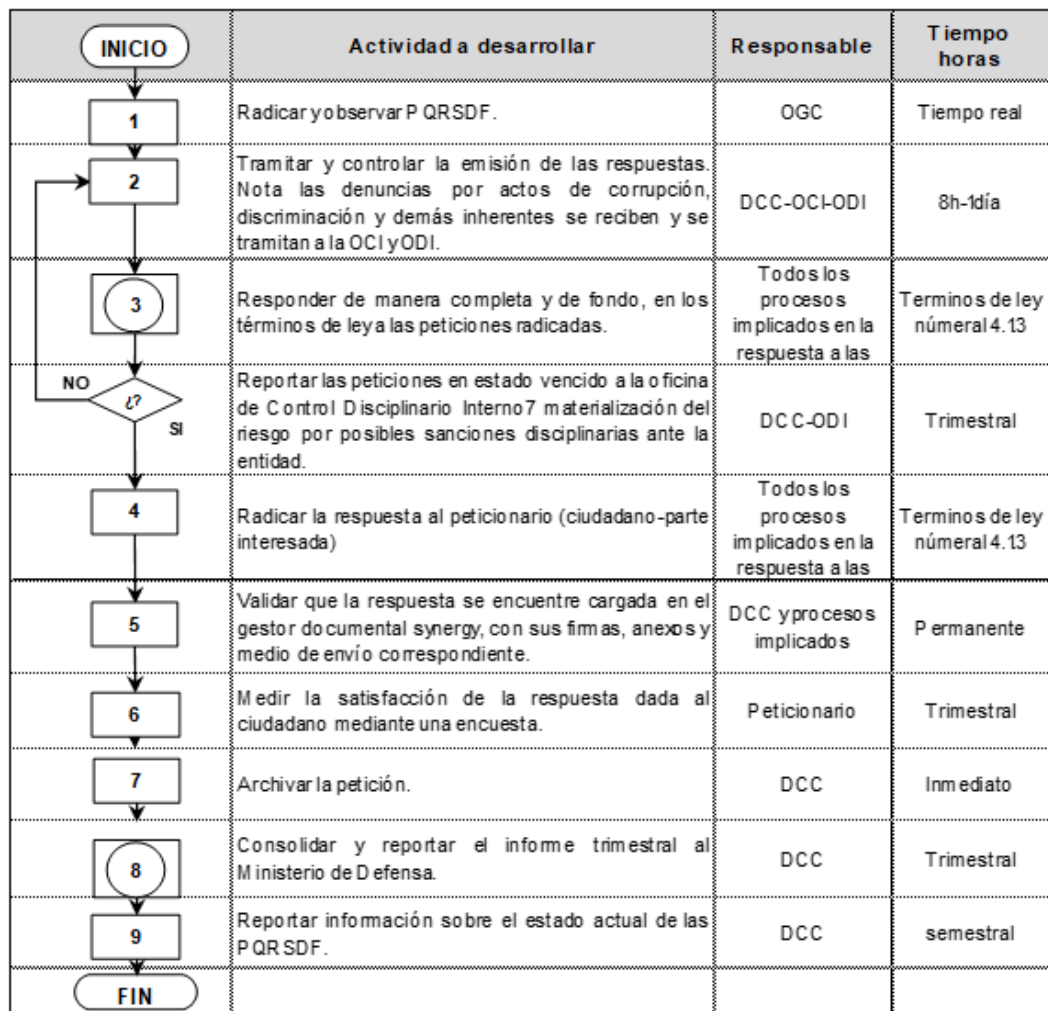 INICIO
Actividad a desarrollar
Responsable
Tiempo
horas
1
Radicar y observar PQRSDF.
OGC
Tiempo real
2
Tramitar y controlar la emisión de las respuestas.
Nota las denuncias por actos de corrupción,
discriminación y demás inherentes se reciben y se
tramitan a la OCI y ODI.
DCC-OCI-ODI
8h-1día
3
Responder de manera completa y de fondo, en los
términos de ley a las peticiones radicadas.
Todos los
procesos
implicados en la
respuesta a las
Terminos de ley
númeral 4.13
NO
¿?
SI
Reportar las peticiones en estado vencido a la oficina
de Control Disciplinario Interno7 materialización del
riesgo por posibles sanciones disciplinarias ante la
entidad.
DCC-ODI
Trimestral
4
Radicar la respuesta al peticionario (ciudadano-parte
interesada)
Todos los
procesos
implicados en la
respuesta a las
Terminos de ley
númeral 4.13
5
Validar que la respuesta se encuentre cargada en el
gestor documental synergy, con sus firmas, anexos y
medio de envío correspondiente.
DCC y procesos
implicados
Permanente
6
Medir la satisfacción de la respuesta dada al
ciudadano mediante una encuesta.
Peticionario
Trimestral
7
Archivar la petición.
DCC
Inmediato
8
Consolidar y reportar el informe trimestral al
Ministerio de Defensa.
DCC
Trimestral
9
Reportar información sobre el estado actual de las
PQRSDF.
DCC
semestral
FIN